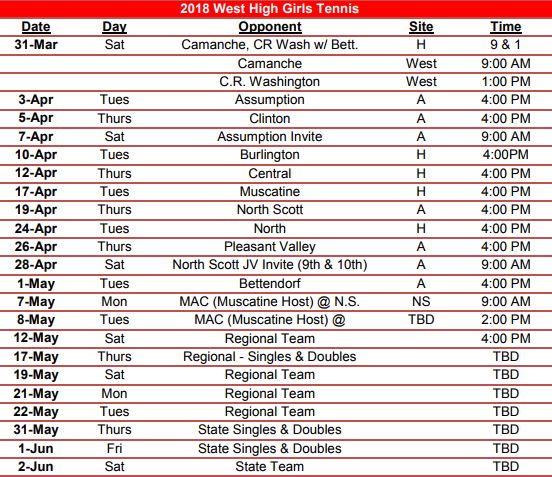 2018 West High Girls Tennis
Date Day Opponent Site Time
31-Mar Sat Camanche, CR Wash w/ Bett. H 9 & 1
Camanche West 9:00 AM
C.R. Washington West 1:00 PM
3-Apr Tues Assumption A 4:00 PM
5-Apr Thurs Clinton A 4:00 PM
7-Apr Sat Assumption Invite A 9:00 AM
10-Apr Tues Burlington H 4:00PM
12-Apr Thurs Central H 4:00 PM
17-Apr Tues Muscatine H 4:00 PM
19-Apr Thurs North Scott A 4:00 PM
24-Apr Tues North H 4:00 PM
26-Apr Thurs Pleasant Valley A 4:00 PM
28-Apr Sat North Scott JV Invite (9th & 10th) A 9:00 AM
1-May Tues Bettendorf A 4:00 PM
7-May Mon MAC (Muscatine Host) @ N.S. NS 9:00 AM
8-May Tues MAC (Muscatine Host) @ TBD 2:00 PM
12-May Sat Regional Team 4:00 PM
17-May Thurs Regional - Singles & Doubles TBD
19-May Sat Regional Team TBD
21-May Mon Regional Team TBD
22-May Tues Regional Team TBD
31-May Thurs State Singles & Doubles TBD
1-Jun Fri State Singles & Doubles TBD
2-Jun Sat State Team TBD